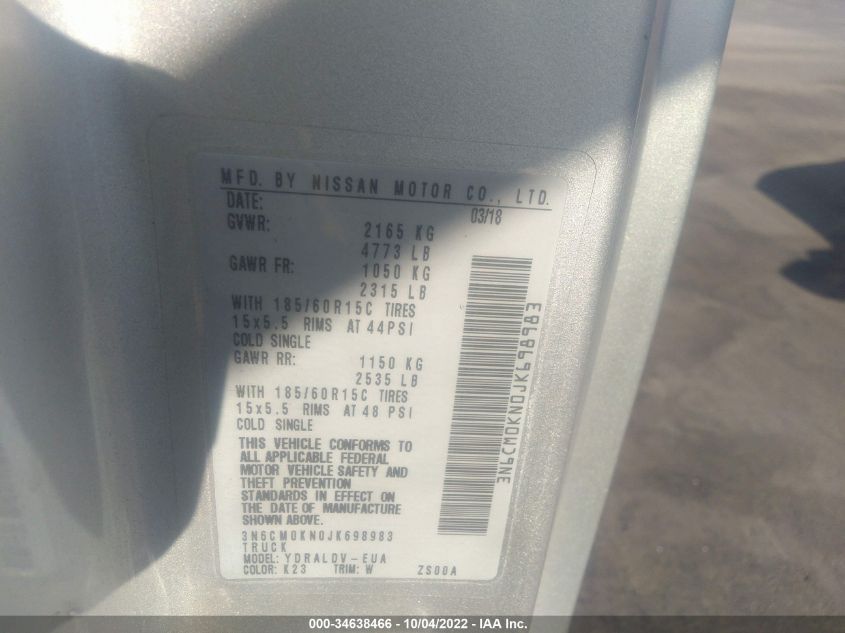 MFD. BY NISSAN MOTOR CO., LTD.
DATE: 03/18
GVWR: 2165 KG
4773 LB
GAWR FR: 1050 KG
2315 LB
WITH 185/60R15C TIRES
15x5.5 RIMS AT 44PSI
COLD SINGLE
GAWR RR: 1150 KG
2535 LB
WITH 185/60R15C TIRES
15x5.5 RIMS AT 48 PSI
COLD SINGLE
THIS VEHICLE CONFORMS TO
ALL APPLICABLE FEDERAL
MOTOR VEHICLE SAFETY AND
THEFT PREVENTION
STANDARDS IN EFFECT ON
THE DATE OF MANUFACTURE
SHOWN ABOVE.
3N6CM0KN0JK698983
TRUCK
MODEL: YDRALDV-EUA
COLOR: K23 TRIM: W ZS00A
3N6CM0KN0JK698983
000-34638466 - 10/04/2022 - IAA Inc.